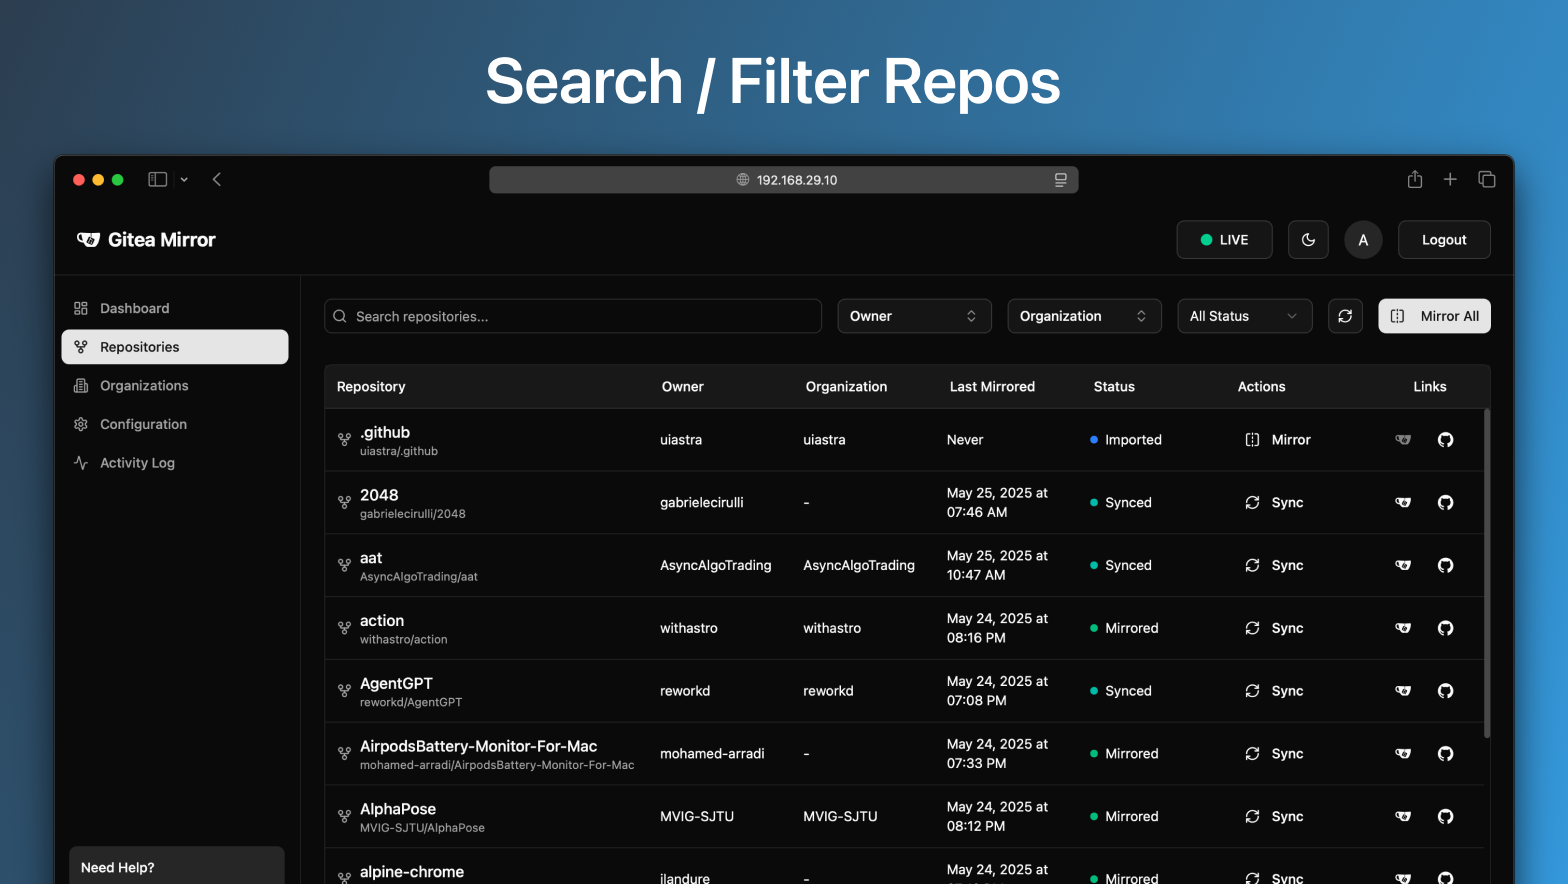 Search / Filter Repos
192.168.29.10
Gitea Mirror
LIVE
A
Logout
Dashboard
Repositories
Organizations
Configuration
Activity Log
Need Help?
Search repositories...
Owner
Organization
All Status
Mirror All
Repository Owner Organization Last Mirrored Status Actions Links
.github
uiastra/.github
uiastra
uiastra
Never
Imported
Mirror
2048
gabrielecirulli/2048
gabrielecirulli
-
May 25, 2025 at
07:46 AM
Synced
Sync
aat
AsyncAlgoTrading/aat
AsyncAlgoTrading
AsyncAlgoTrading
May 25, 2025 at
10:47 AM
Synced
Sync
action
withastro/action
withastro
withastro
May 24, 2025 at
08:16 PM
Mirrored
Sync
AgentGPT
reworkd/AgentGPT
reworkd
reworkd
May 24, 2025 at
07:08 PM
Synced
Sync
AirpodsBattery-Monitor-For-Mac
mohamed-arradi/AirpodsBattery-Monitor-For-Mac
mohamed-arradi
-
May 24, 2025 at
07:33 PM
Mirrored
Sync
AlphaPose
MVIG-SJTU/AlphaPose
MVIG-SJTU
MVIG-SJTU
May 24, 2025 at
08:12 PM
Mirrored
Sync
alpine-chrome
jlandure
-
May 24, 2025 at
Mirrored
Sync